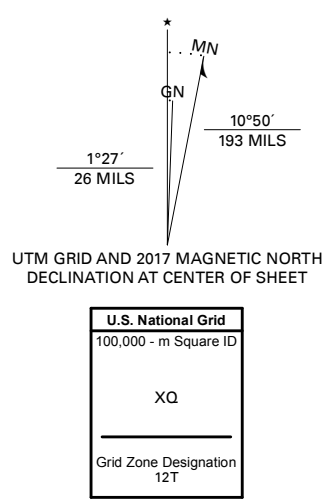 ★
MN
GN
10°50´
193 MILS
1°27´
26 MILS
UTM GRID AND 2017 MAGNETIC NORTH
DECLINATION AT CENTER OF SHEET
U.S. National Grid
100,000 - m Square ID
XQ
Grid Zone Designation
12T